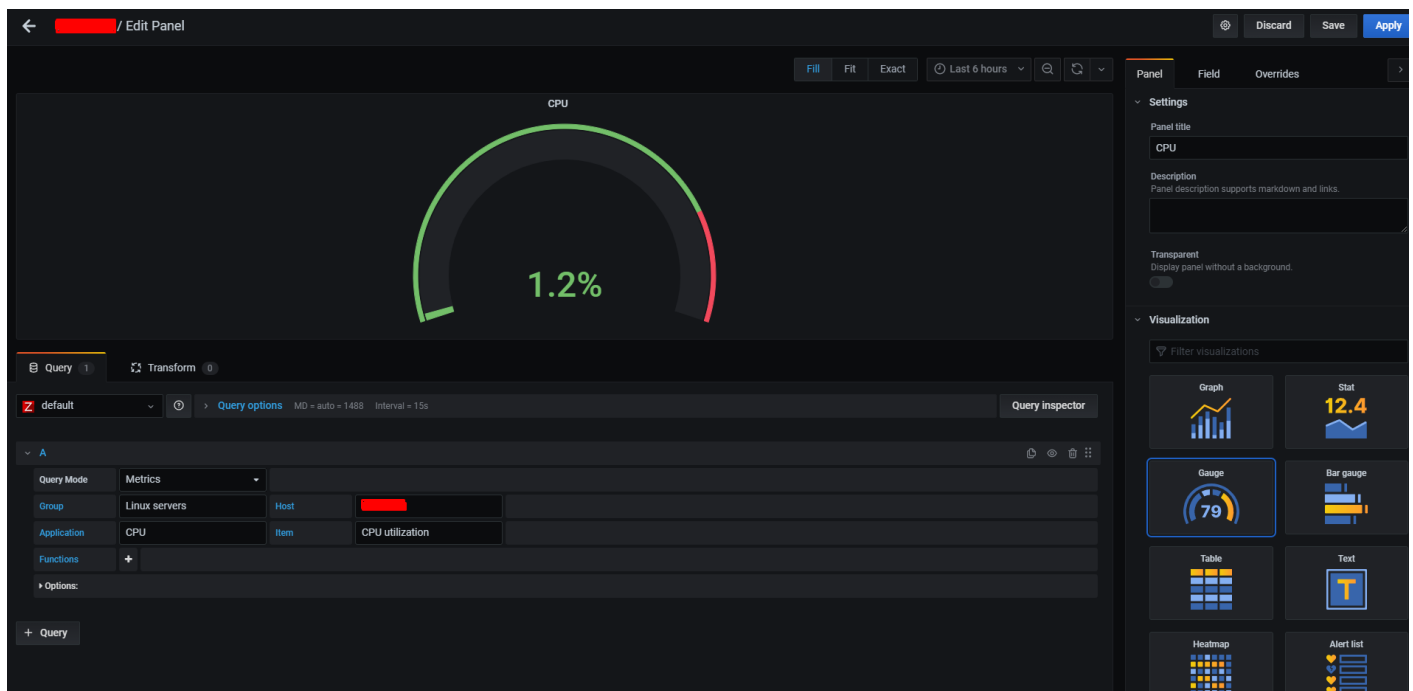 / Edit Panel
Discard
Save
Apply
Fill
Fit
Exact
Last 6 hours
Panel
Field
Overrides
CPU
1.2%
Settings
Panel title
CPU
Description
Panel description supports markdown and links.
Transparent
Display panel without a background.
Visualization
Filter visualizations
Graph
Stat
12.4
Gauge
79
Bar gauge
Table
Text
T
Heatmap
Alert list
Query 1
Transform 0
Z default
Query options MD = auto = 1488 Interval = 15s
Query inspector
A
Query Mode Metrics
Group Linux servers Host
Application CPU Item CPU utilization
Functions +
Options:
+ Query